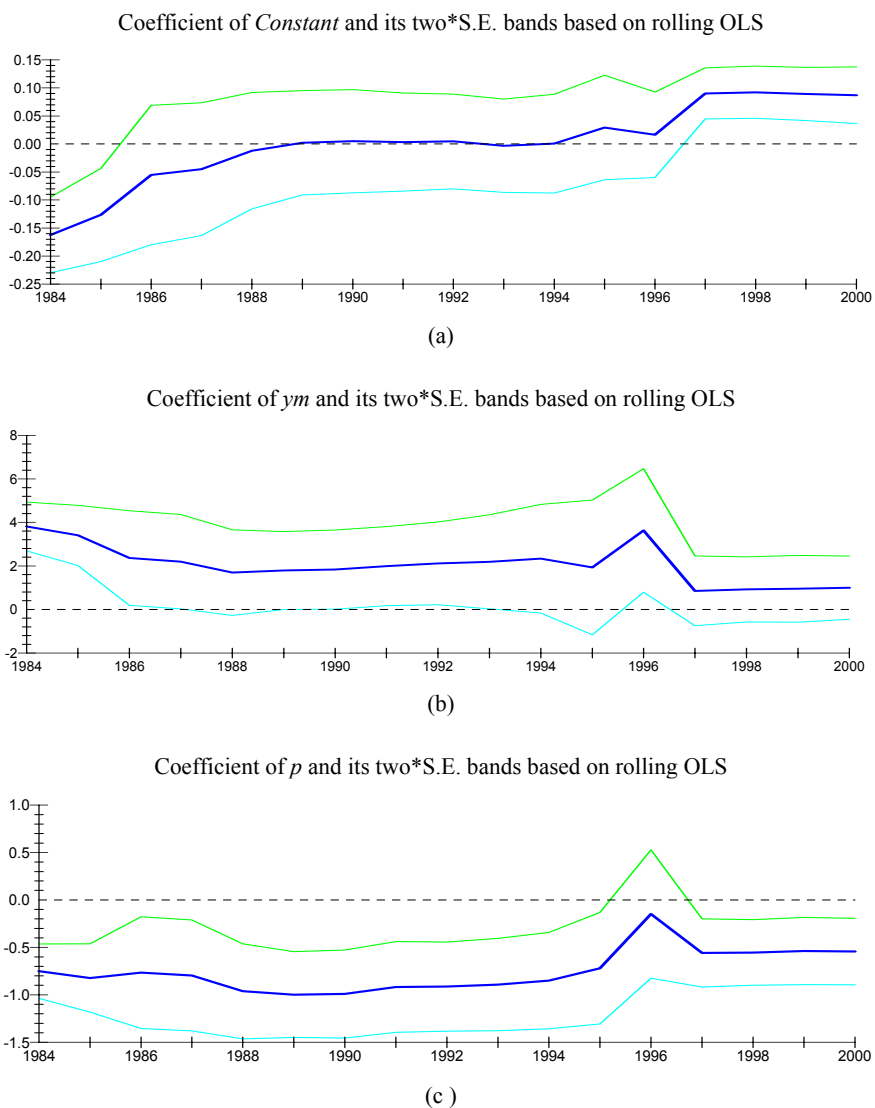 Coefficient of Constant and its two*S.E. bands based on rolling OLS
0.15
0.10
0.05
0.00
-0.05
-0.10
-0.15
-0.20
-0.25
1984 1986 1988 1990 1992 1994 1996 1998 2000
(a)
Coefficient of ym and its two*S.E. bands based on rolling OLS
8
6
4
2
0
-2
1984 1986 1988 1990 1992 1994 1996 1998 2000
(b)
Coefficient of p and its two*S.E. bands based on rolling OLS
1.0
0.5
0.0
-0.5
-1.0
-1.5
1984 1986 1988 1990 1992 1994 1996 1998 2000
(c )